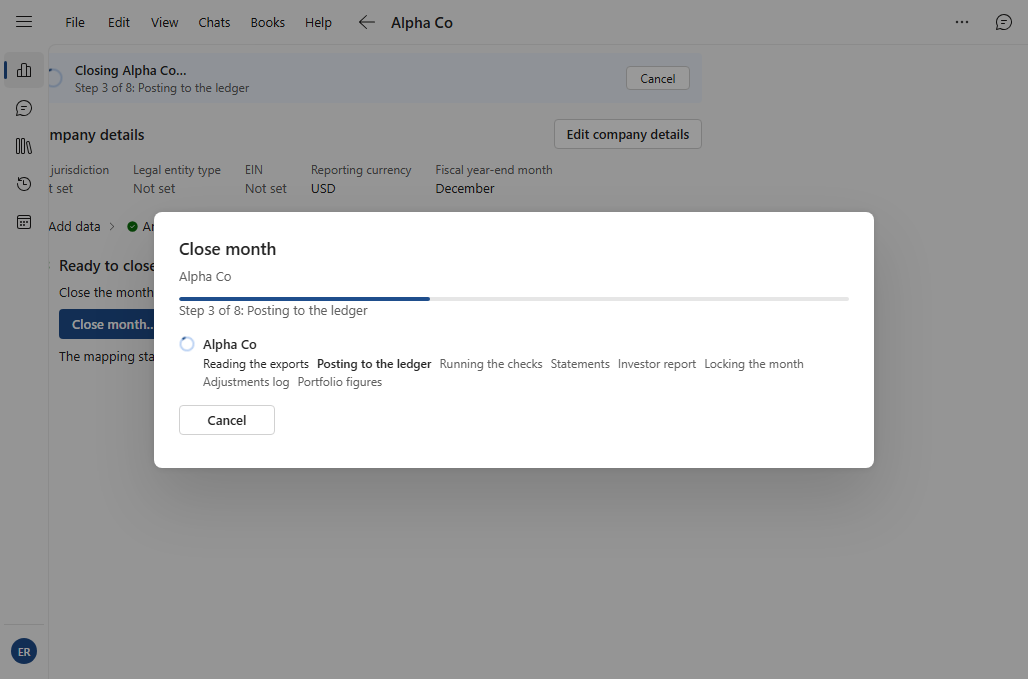 File Edit View Chats Books Help Alpha Co
Closing Alpha Co...
Step 3 of 8: Posting to the ledger
Cancel
mpany details
Edit company details
jurisdiction Legal entity type EIN Reporting currency Fiscal year-end month
t set Not set Not set USD December
Add data Ar
Ready to close
Close the month
Close month..
The mapping sta
Close month
Alpha Co
Step 3 of 8: Posting to the ledger
Alpha Co
Reading the exports Posting to the ledger Running the checks Statements Investor report Locking the month
Adjustments log Portfolio figures
Cancel
ER